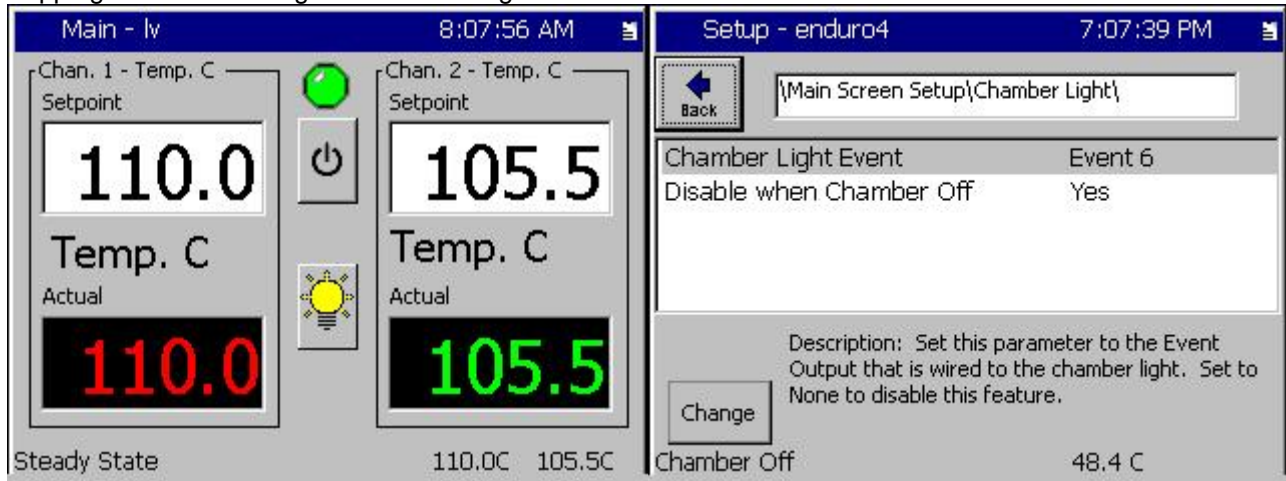 Main - lv 8:07:56 AM
Chan. 1 - Temp. C
Setpoint
110.0
Temp. C
Actual
110.0
Chan. 2 - Temp. C
Setpoint
105.5
Temp. C
Actual
105.5
Steady State 110.0C 105.5C
Setup - enduro4 7:07:39 PM
Back
\Main Screen Setup\Chamber Light\
Chamber Light Event Event 6
Disable when Chamber Off Yes
Description: Set this parameter to the Event
Output that is wired to the chamber light. Set to
None to disable this feature.
Change
Chamber Off 48.4 C